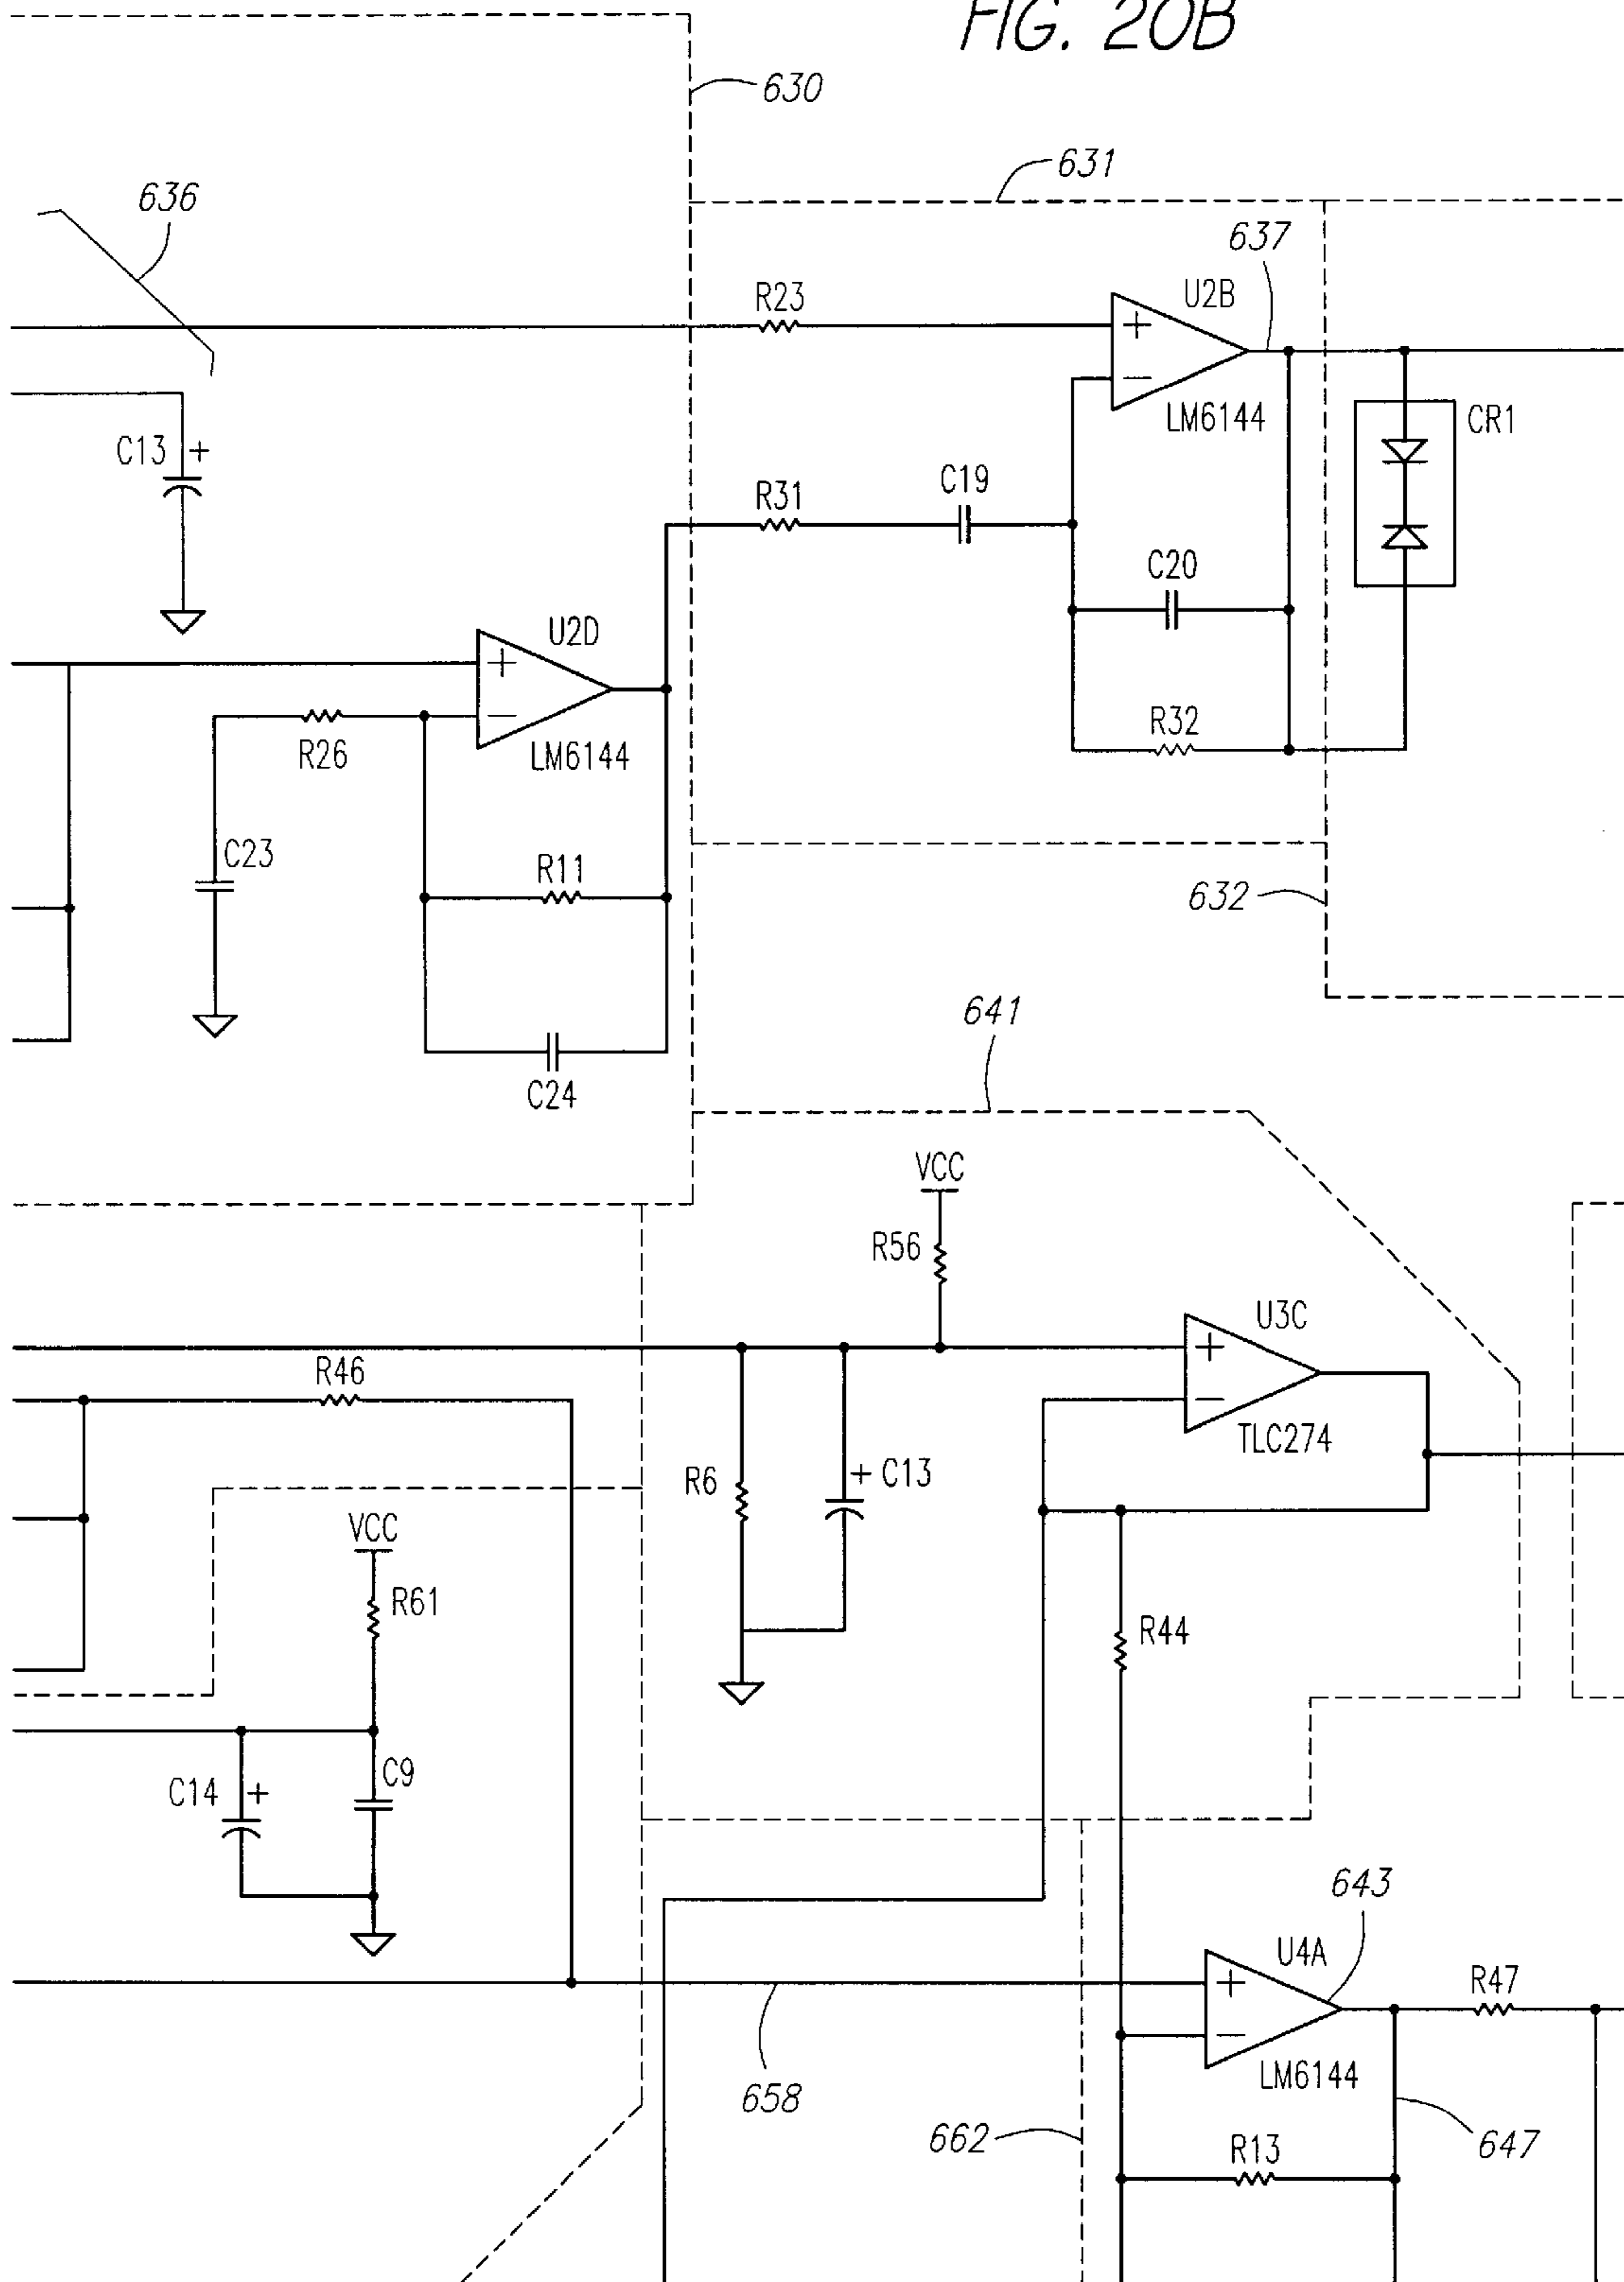 FIG. 20B
630
631
636
637
R23
U2B
+
−
LM6144
CR1
C13 +
R31
C19
C20
U2D
+
−
R32
R26
LM6144
C23
R11
632
641
C24
VCC
R56
U3C
+
−
R46
TLC274
R6
+ C13
VCC
R61
R44
C14 +
C9
643
U4A
+
−
R47
LM6144
658
662
R13
647